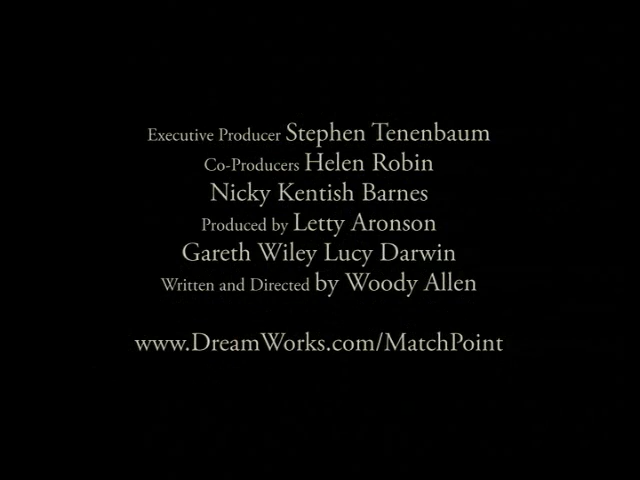 Executive Producer Stephen Tenenbaum
Co-Producers Helen Robin
Nicky Kentish Barnes
Produced by Letty Aronson
Gareth Wiley Lucy Darwin
Written and Directed by Woody Allen
www.DreamWorks.com/MatchPoint